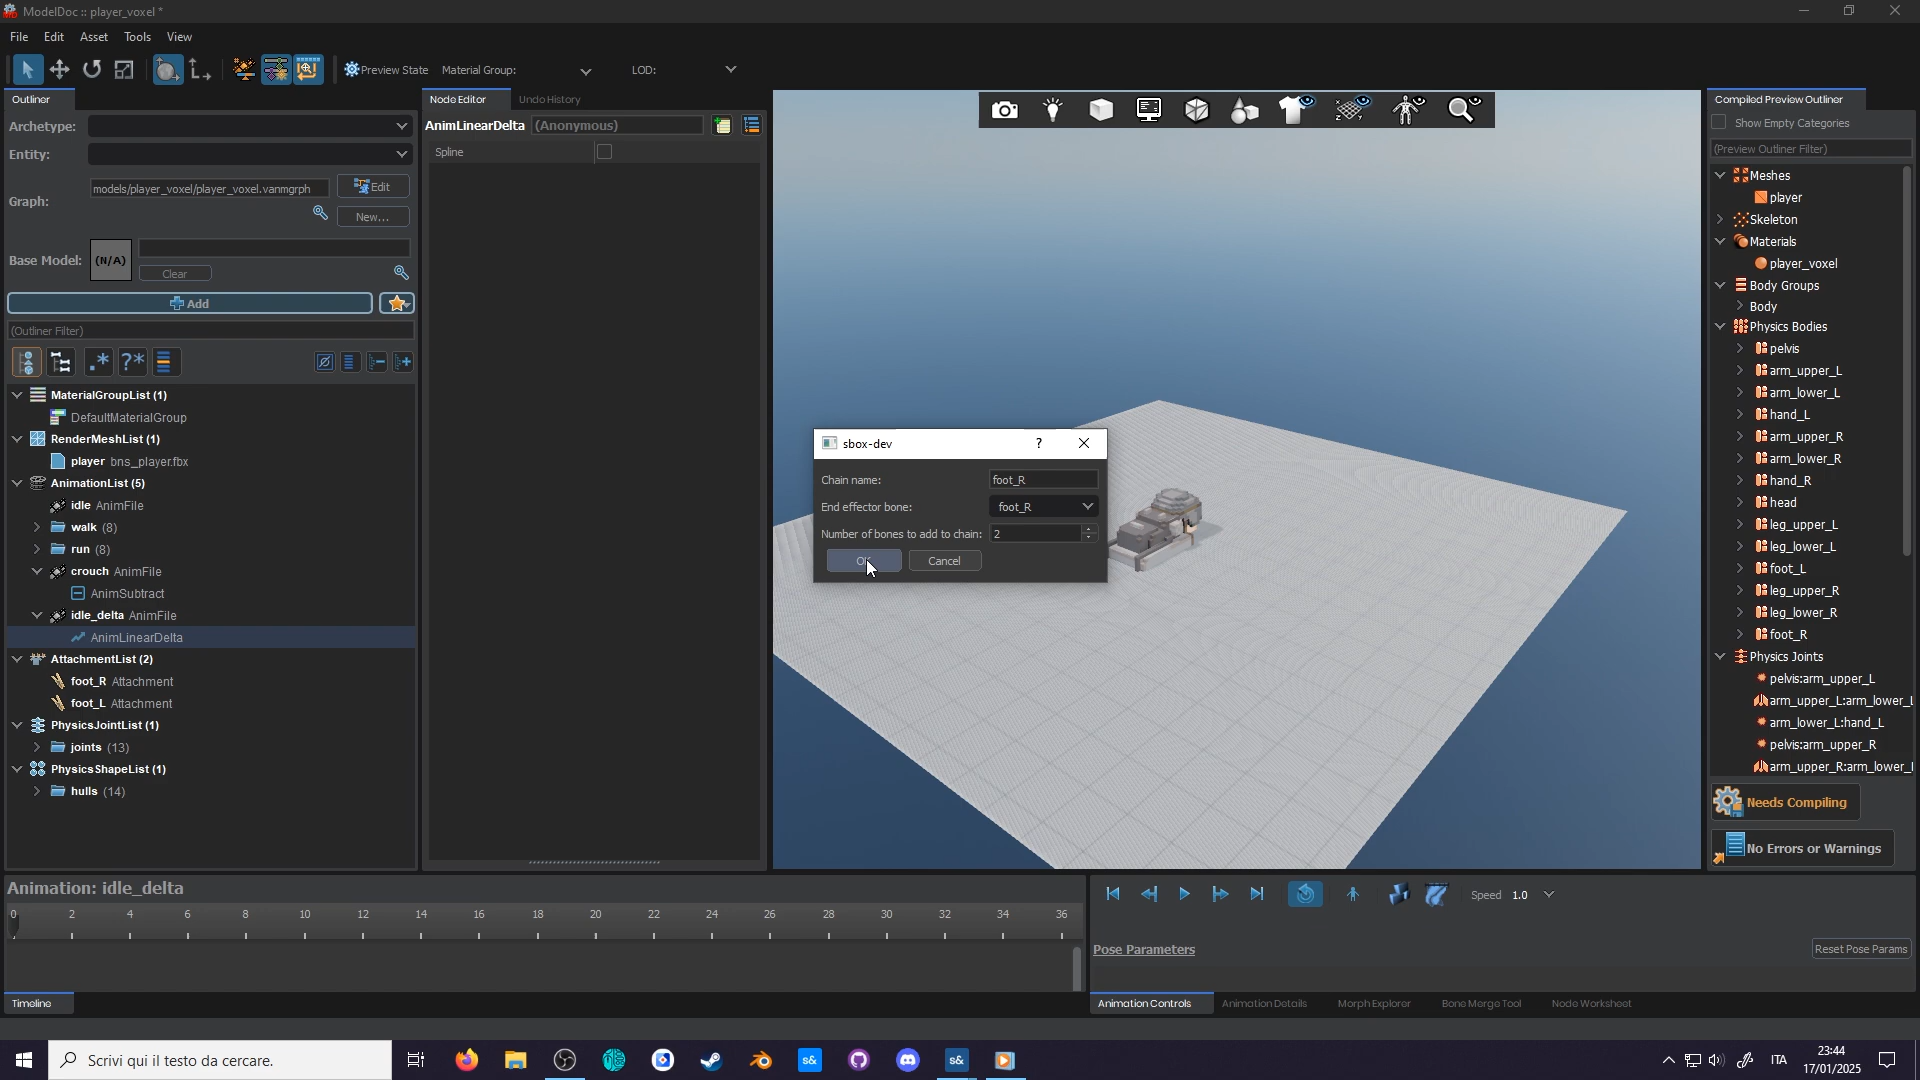 ModelDoc :: player_voxel *
File Edit Asset Tools View
Preview State Material Group: LOD:
Outliner
Archetype:
Entity:
Graph: models/player_voxel/player_voxel.vanmgrph Edit
New...
Base Model: (N/A)
Clear
Add
(Outliner Filter)
MaterialGroupList (1)
DefaultMaterialGroup
RenderMeshList (1)
player bns_player.fbx
AnimationList (5)
idle AnimFile
walk (8)
run (8)
crouch AnimFile
AnimSubtract
idle_delta AnimFile
AnimLinearDelta
AttachmentList (2)
foot_R Attachment
foot_L Attachment
PhysicsJointList (1)
joints (13)
PhysicsShapeList (1)
hulls (14)
Node Editor Undo History
AnimLinearDelta (Anonymous)
Spline
sbox-dev ?
Chain name: foot_R
End effector bone: foot_R
Number of bones to add to chain: 2
OK Cancel
Compiled Preview Outliner
Show Empty Categories
(Preview Outliner Filter)
Meshes
player
Skeleton
Materials
player_voxel
Body Groups
Body
Physics Bodies
pelvis
arm_upper_L
arm_lower_L
hand_L
arm_upper_R
arm_lower_R
hand_R
head
leg_upper_L
leg_lower_L
foot_L
leg_upper_R
leg_lower_R
foot_R
Physics Joints
pelvis:arm_upper_L
arm_upper_L:arm_lower_L
arm_lower_L:hand_L
pelvis:arm_upper_R
arm_upper_R:arm_lower_
Needs Compiling
No Errors or Warnings
Animation: idle_delta
0 2 4 6 8 10 12 14 16 18 20 22 24 26 28 30 32 34 36
Timeline
Speed 1.0
Pose Parameters
Reset Pose Params
Animation Controls Animation Details Morph Explorer Bone Merge Tool Node Worksheet
Scrivi qui il testo da cercare.
s&
s&
ITA
23:44
17/01/2025